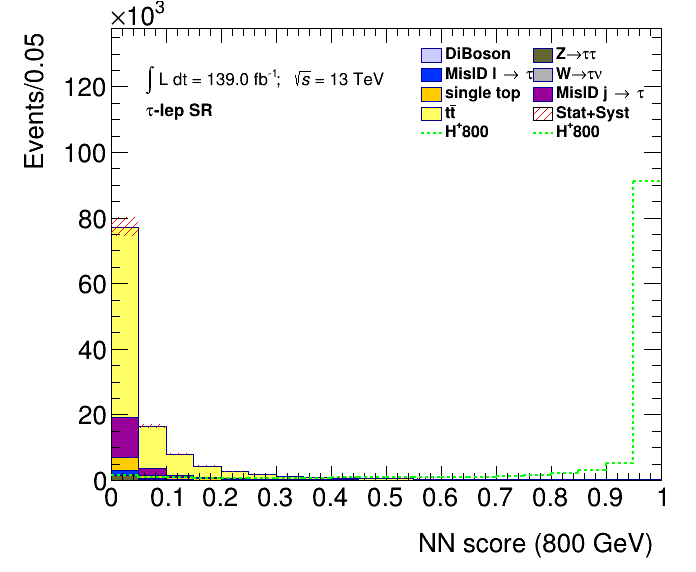 ×10³
Events/0.05
120
100
80
60
40
20
0
∫ L dt = 139.0 fb⁻¹; √s = 13 TeV
τ-lep SR
DiBoson
MisID l → τ
single top
tt̄
H⁺800
Z→ττ
W→τν
MisID j → τ
Stat+Syst
H⁺800
0 0.1 0.2 0.3 0.4 0.5 0.6 0.7 0.8 0.9 1
NN score (800 GeV)